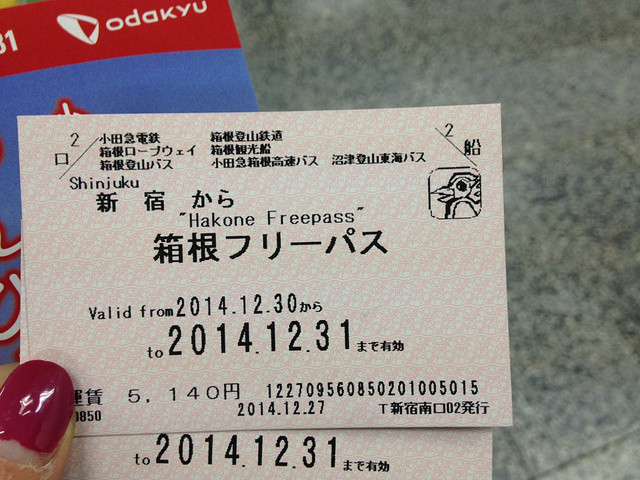 31 ODAKYU
2/口 小田急電鉄 箱根登山鉄道 2/船
箱根ロープウェイ 箱根観光船
箱根登山バス 小田急箱根高速バス 沼津登山東海バス
Shinjuku
新宿 から
"Hakone Freepass"
箱根フリーパス
Valid from 2014.12.30から
to 2014.12.31まで有効
運賃 5,140円 122709560850201005015
0850 2014.12.27 T新宿南口02発行
to 2014.12.31まで有効